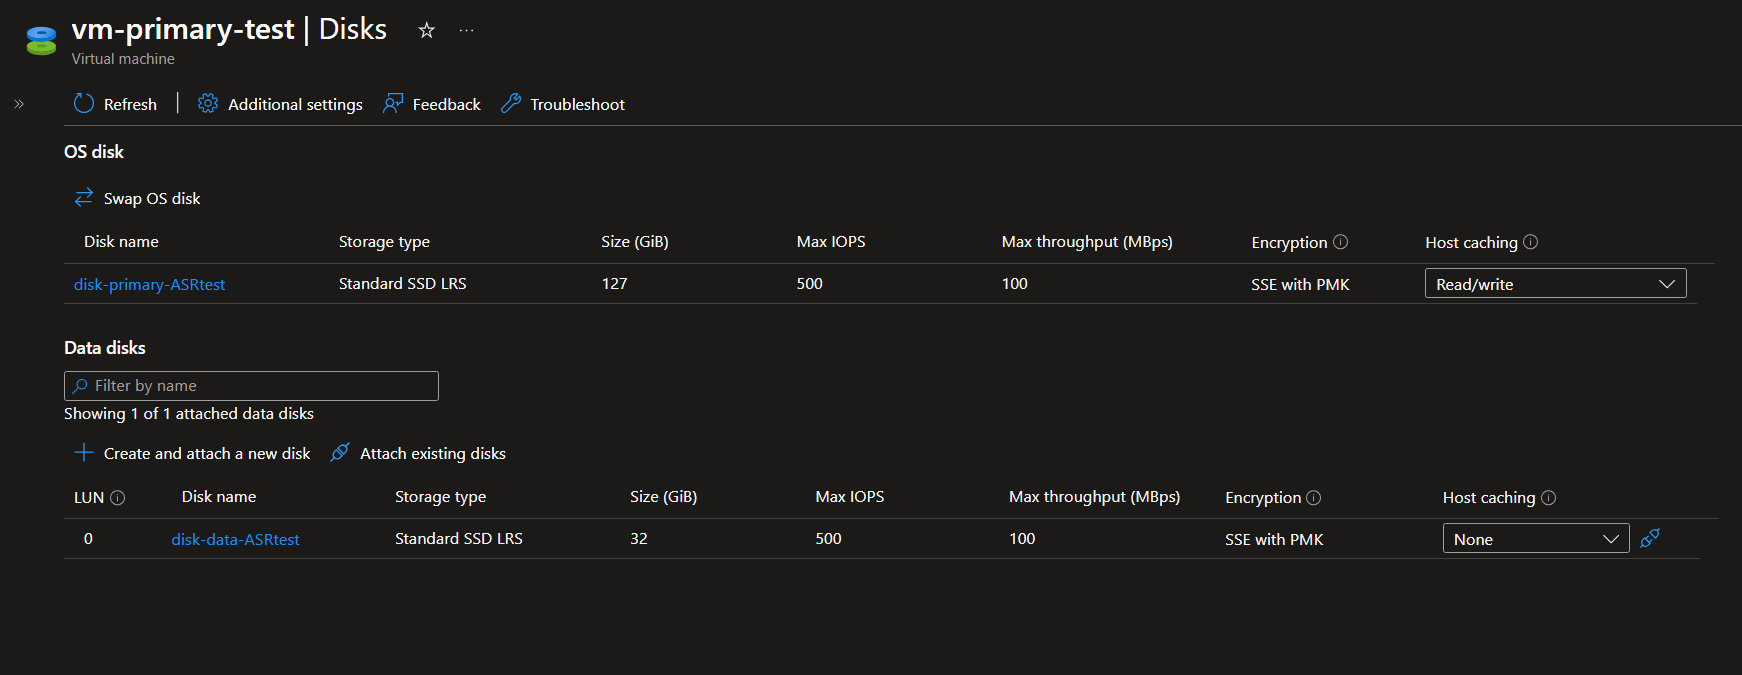 vm-primary-test | Disks
Virtual machine
Refresh Additional settings Feedback Troubleshoot
OS disk
Swap OS disk
Disk name Storage type Size (GiB) Max IOPS Max throughput (MBps) Encryption Host caching
disk-primary-ASRtest Standard SSD LRS 127 500 100 SSE with PMK Read/write
Data disks
Filter by name
Showing 1 of 1 attached data disks
Create and attach a new disk Attach existing disks
LUN Disk name Storage type Size (GiB) Max IOPS Max throughput (MBps) Encryption Host caching
0 disk-data-ASRtest Standard SSD LRS 32 500 100 SSE with PMK None